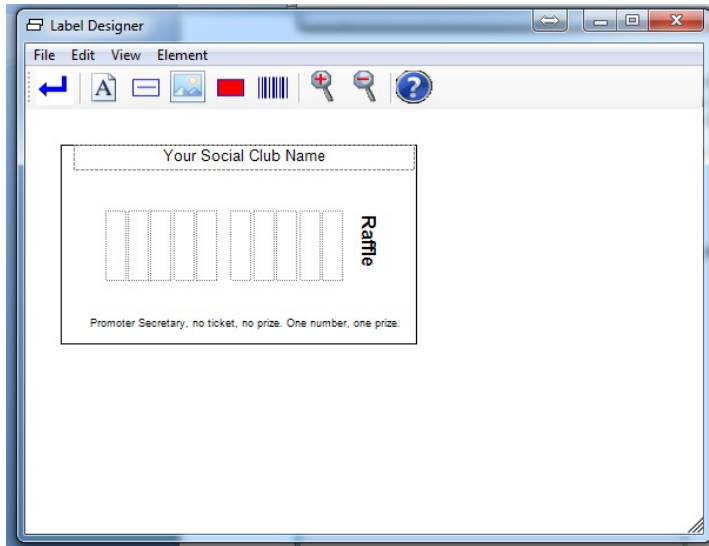 Label Designer
File Edit View Element
A
?
Your Social Club Name
Raffle
Promoter Secretary, no ticket, no prize. One number, one prize.